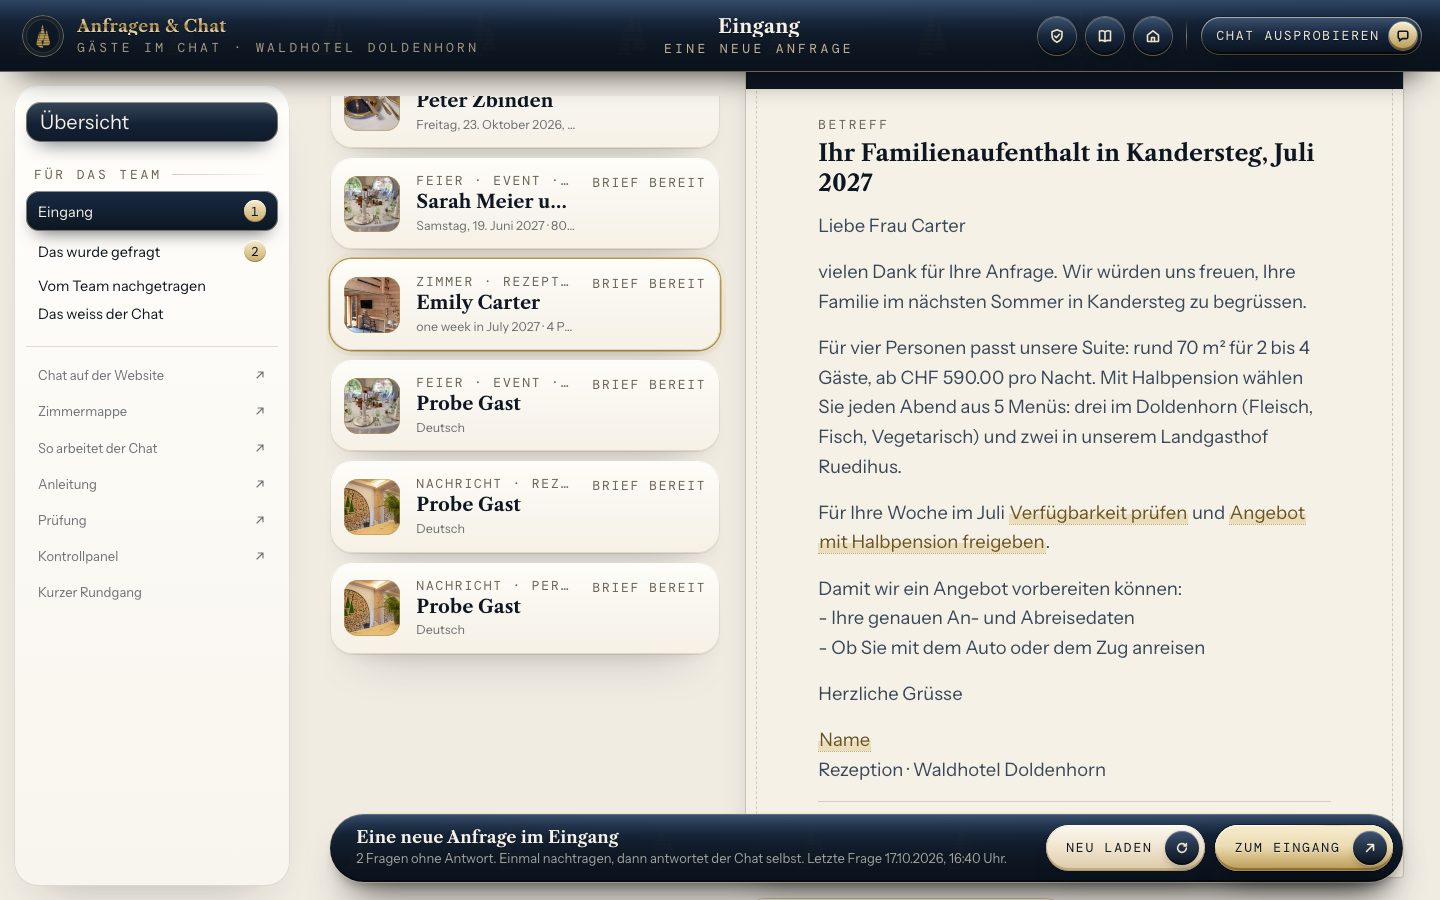 Anfragen & Chat
GÄSTE IM CHAT · WALDHOTEL DOLDENHORN
Eingang
EINE NEUE ANFRAGE
CHAT AUSPROBIEREN
Übersicht
FÜR DAS TEAM
Eingang 1
Das wurde gefragt 2
Vom Team nachgetragen
Das weiss der Chat
Chat auf der Website
Zimmermappe
So arbeitet der Chat
Anleitung
Prüfung
Kontrollpanel
Kurzer Rundgang
Peter Zbinden
Freitag, 23. Oktober 2026, ...
FEIER · EVENT ·… BRIEF BEREIT
Sarah Meier u...
Samstag, 19. Juni 2027 · 80...
ZIMMER · REZEPT… BRIEF BEREIT
Emily Carter
one week in July 2027 · 4 P...
FEIER · EVENT ·… BRIEF BEREIT
Probe Gast
Deutsch
NACHRICHT · REZ… BRIEF BEREIT
Probe Gast
Deutsch
NACHRICHT · PER… BRIEF BEREIT
Probe Gast
Deutsch
BETREFF
Ihr Familienaufenthalt in Kandersteg, Juli
2027
Liebe Frau Carter
vielen Dank für Ihre Anfrage. Wir würden uns freuen, Ihre
Familie im nächsten Sommer in Kandersteg zu begrüssen.
Für vier Personen passt unsere Suite: rund 70 m² für 2 bis 4
Gäste, ab CHF 590.00 pro Nacht. Mit Halbpension wählen
Sie jeden Abend aus 5 Menüs: drei im Doldenhorn (Fleisch,
Fisch, Vegetarisch) und zwei in unserem Landgasthof
Ruedihus.
Für Ihre Woche im Juli Verfügbarkeit prüfen und Angebot
mit Halbpension freigeben.
Damit wir ein Angebot vorbereiten können:
- Ihre genauen An- und Abreisedaten
- Ob Sie mit dem Auto oder dem Zug anreisen
Herzliche Grüsse
Name
Rezeption · Waldhotel Doldenhorn
Eine neue Anfrage im Eingang
2 Fragen ohne Antwort. Einmal nachtragen, dann antwortet der Chat selbst. Letzte Frage 17.10.2026, 16:40 Uhr.
NEU LADEN
ZUM EINGANG